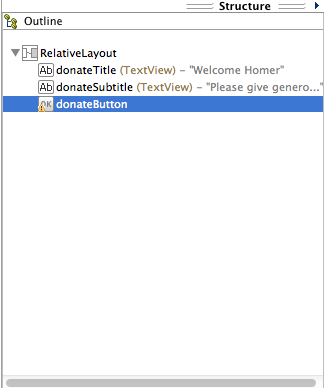 Structure
Outline
RelativeLayout
Ab donateTitle (TextView) – "Welcome Homer"
Ab donateSubtitle (TextView) – "Please give genero..."
OK donateButton